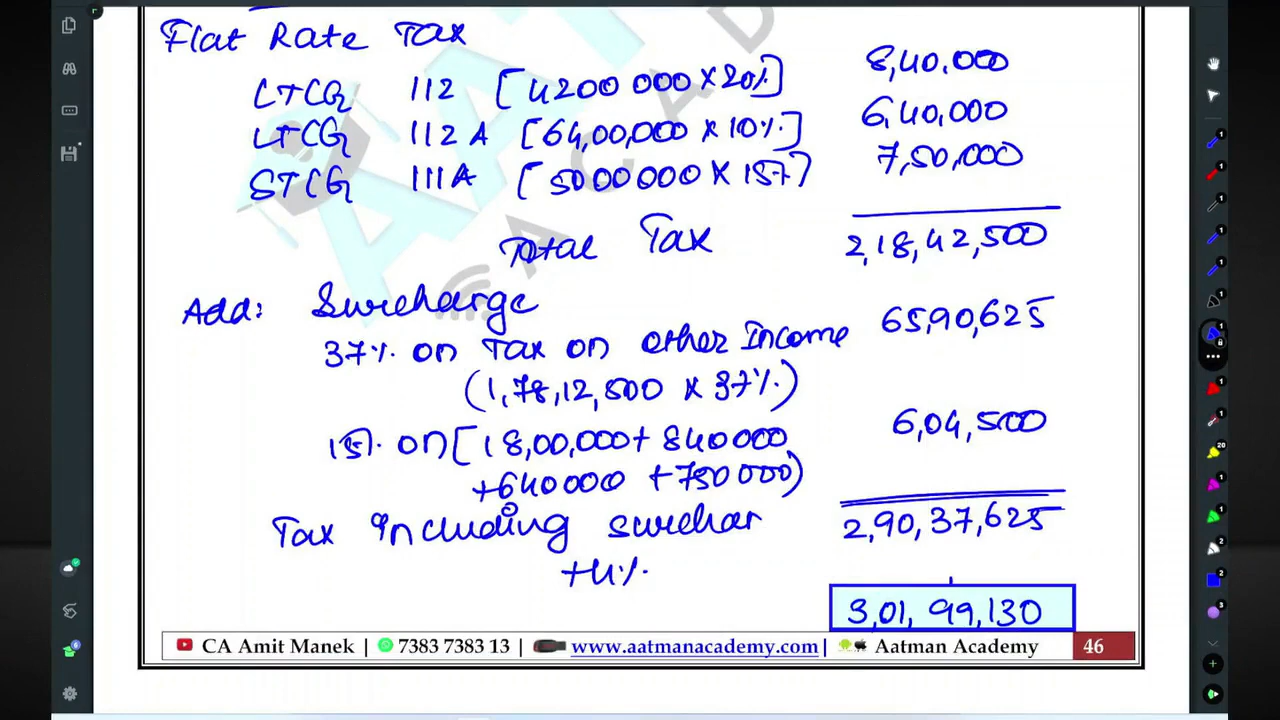 Flat Rate Tax
LTCG 112 [4200 000 × 20%] 8,40,000
LTCG 112 A [64,00,000 × 10%.] 6,40,000
STCG 111A [5000000 × 15%) 7,50,000
Total Tax 2,18,42,500
Add: Surcharge
37%. on Tax on other Income 65,90,625
(1,78,12,500 × 37%.)
15%. on [18,00,000+ 840000 6,04,500
+640000 +750000)
Tax Including surchar 2,90,37,625
+4%.
3,01,99,130
CA Amit Manek | 7383 7383 13 | www.aatmanacademy.com | Aatman Academy 46